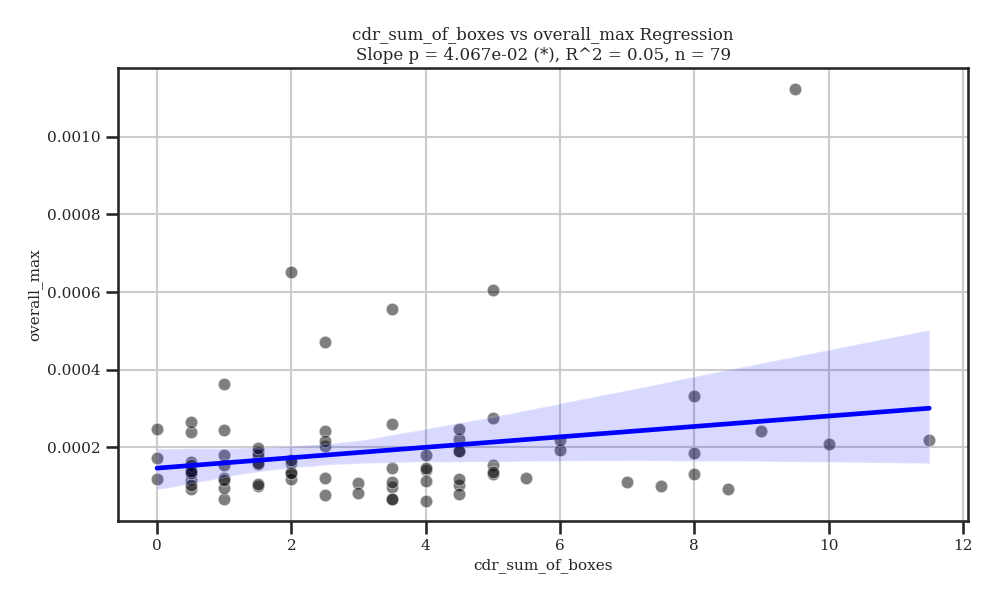 cdr_sum_of_boxes vs overall_max Regression
Slope p = 4.067e-02 (*), R^2 = 0.05, n = 79
overall_max
0.0010
0.0008
0.0006
0.0004
0.0002
0 2 4 6 8 10 12
cdr_sum_of_boxes